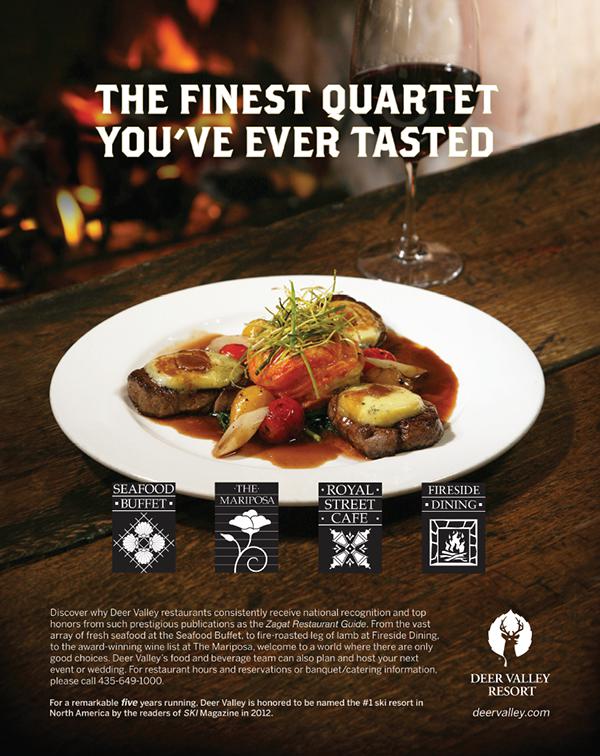 THE FINEST QUARTET
YOU'VE EVER TASTED
SEAFOOD
▪ BUFFET ▪
· THE ·
MARIPOSA
· ROYAL ·
STREET
· CAFE ·
FIRESIDE
▪ DINING ▪
Discover why Deer Valley restaurants consistently receive national recognition and top
honors from such prestigious publications as the Zagat Restaurant Guide. From the vast
array of fresh seafood at the Seafood Buffet, to fire-roasted leg of lamb at Fireside Dining,
to the award-winning wine list at The Mariposa, welcome to a world where there are only
good choices. Deer Valley's food and beverage team can also plan and host your next
event or wedding. For restaurant hours and reservations or banquet/catering information,
please call 435-649-1000.
For a remarkable five years running, Deer Valley is honored to be named the #1 ski resort in
North America by the readers of SKI Magazine in 2012.
DEER VALLEY
RESORT
deervalley.com